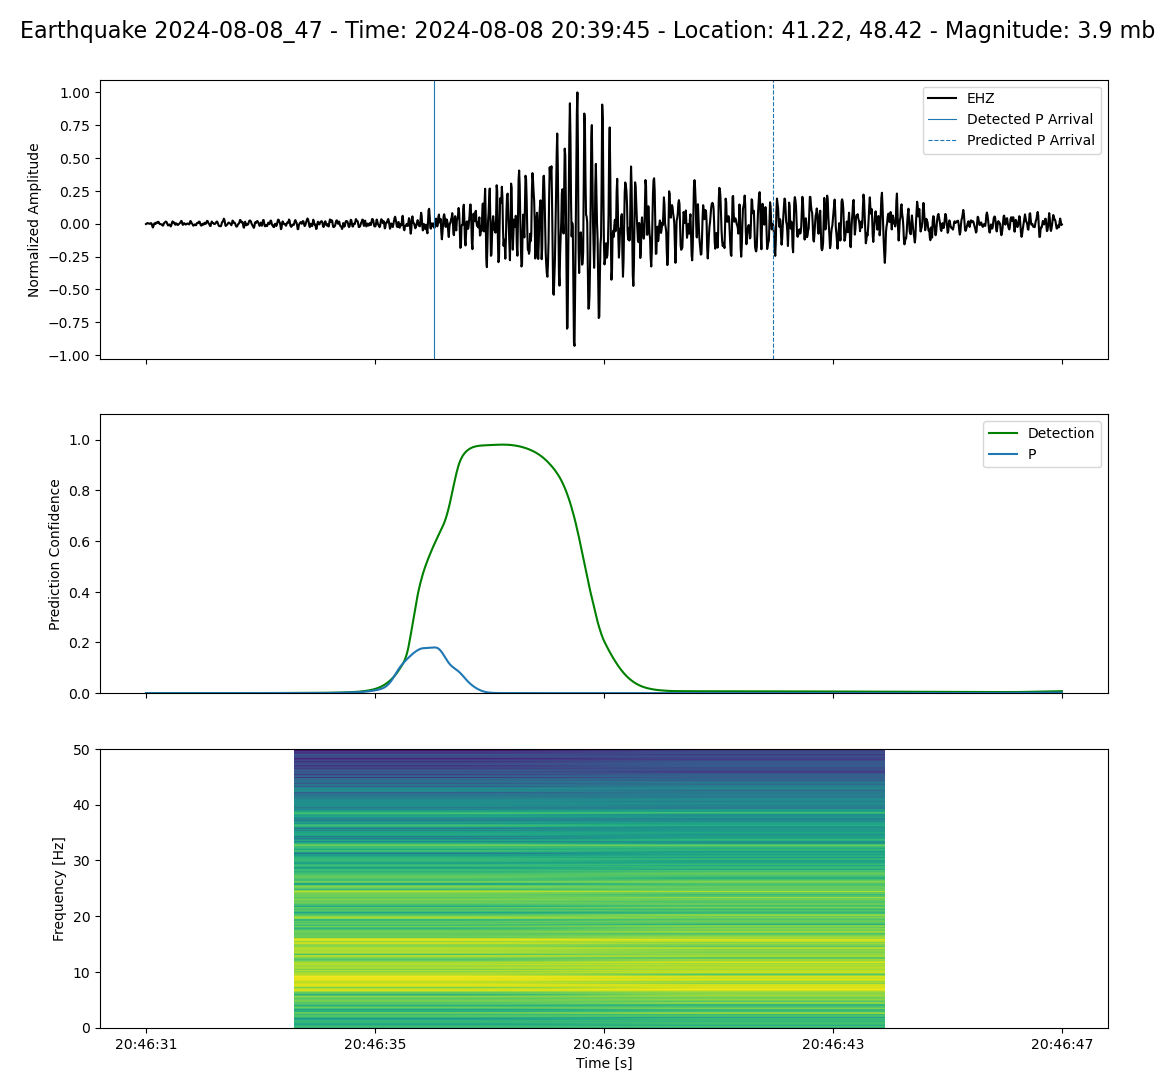 Earthquake 2024-08-08_47 - Time: 2024-08-08 20:39:45 - Location: 41.22, 48.42 - Magnitude: 3.9 mb
Normalized Amplitude
1.00
0.75
0.50
0.25
0.00
−0.25
−0.50
−0.75
−1.00
EHZ
Detected P Arrival
Predicted P Arrival
Prediction Confidence
1.0
0.8
0.6
0.4
0.2
0.0
Detection
P
Frequency [Hz]
50
40
30
20
10
0
20:46:31 20:46:35 20:46:39 20:46:43 20:46:47
Time [s]